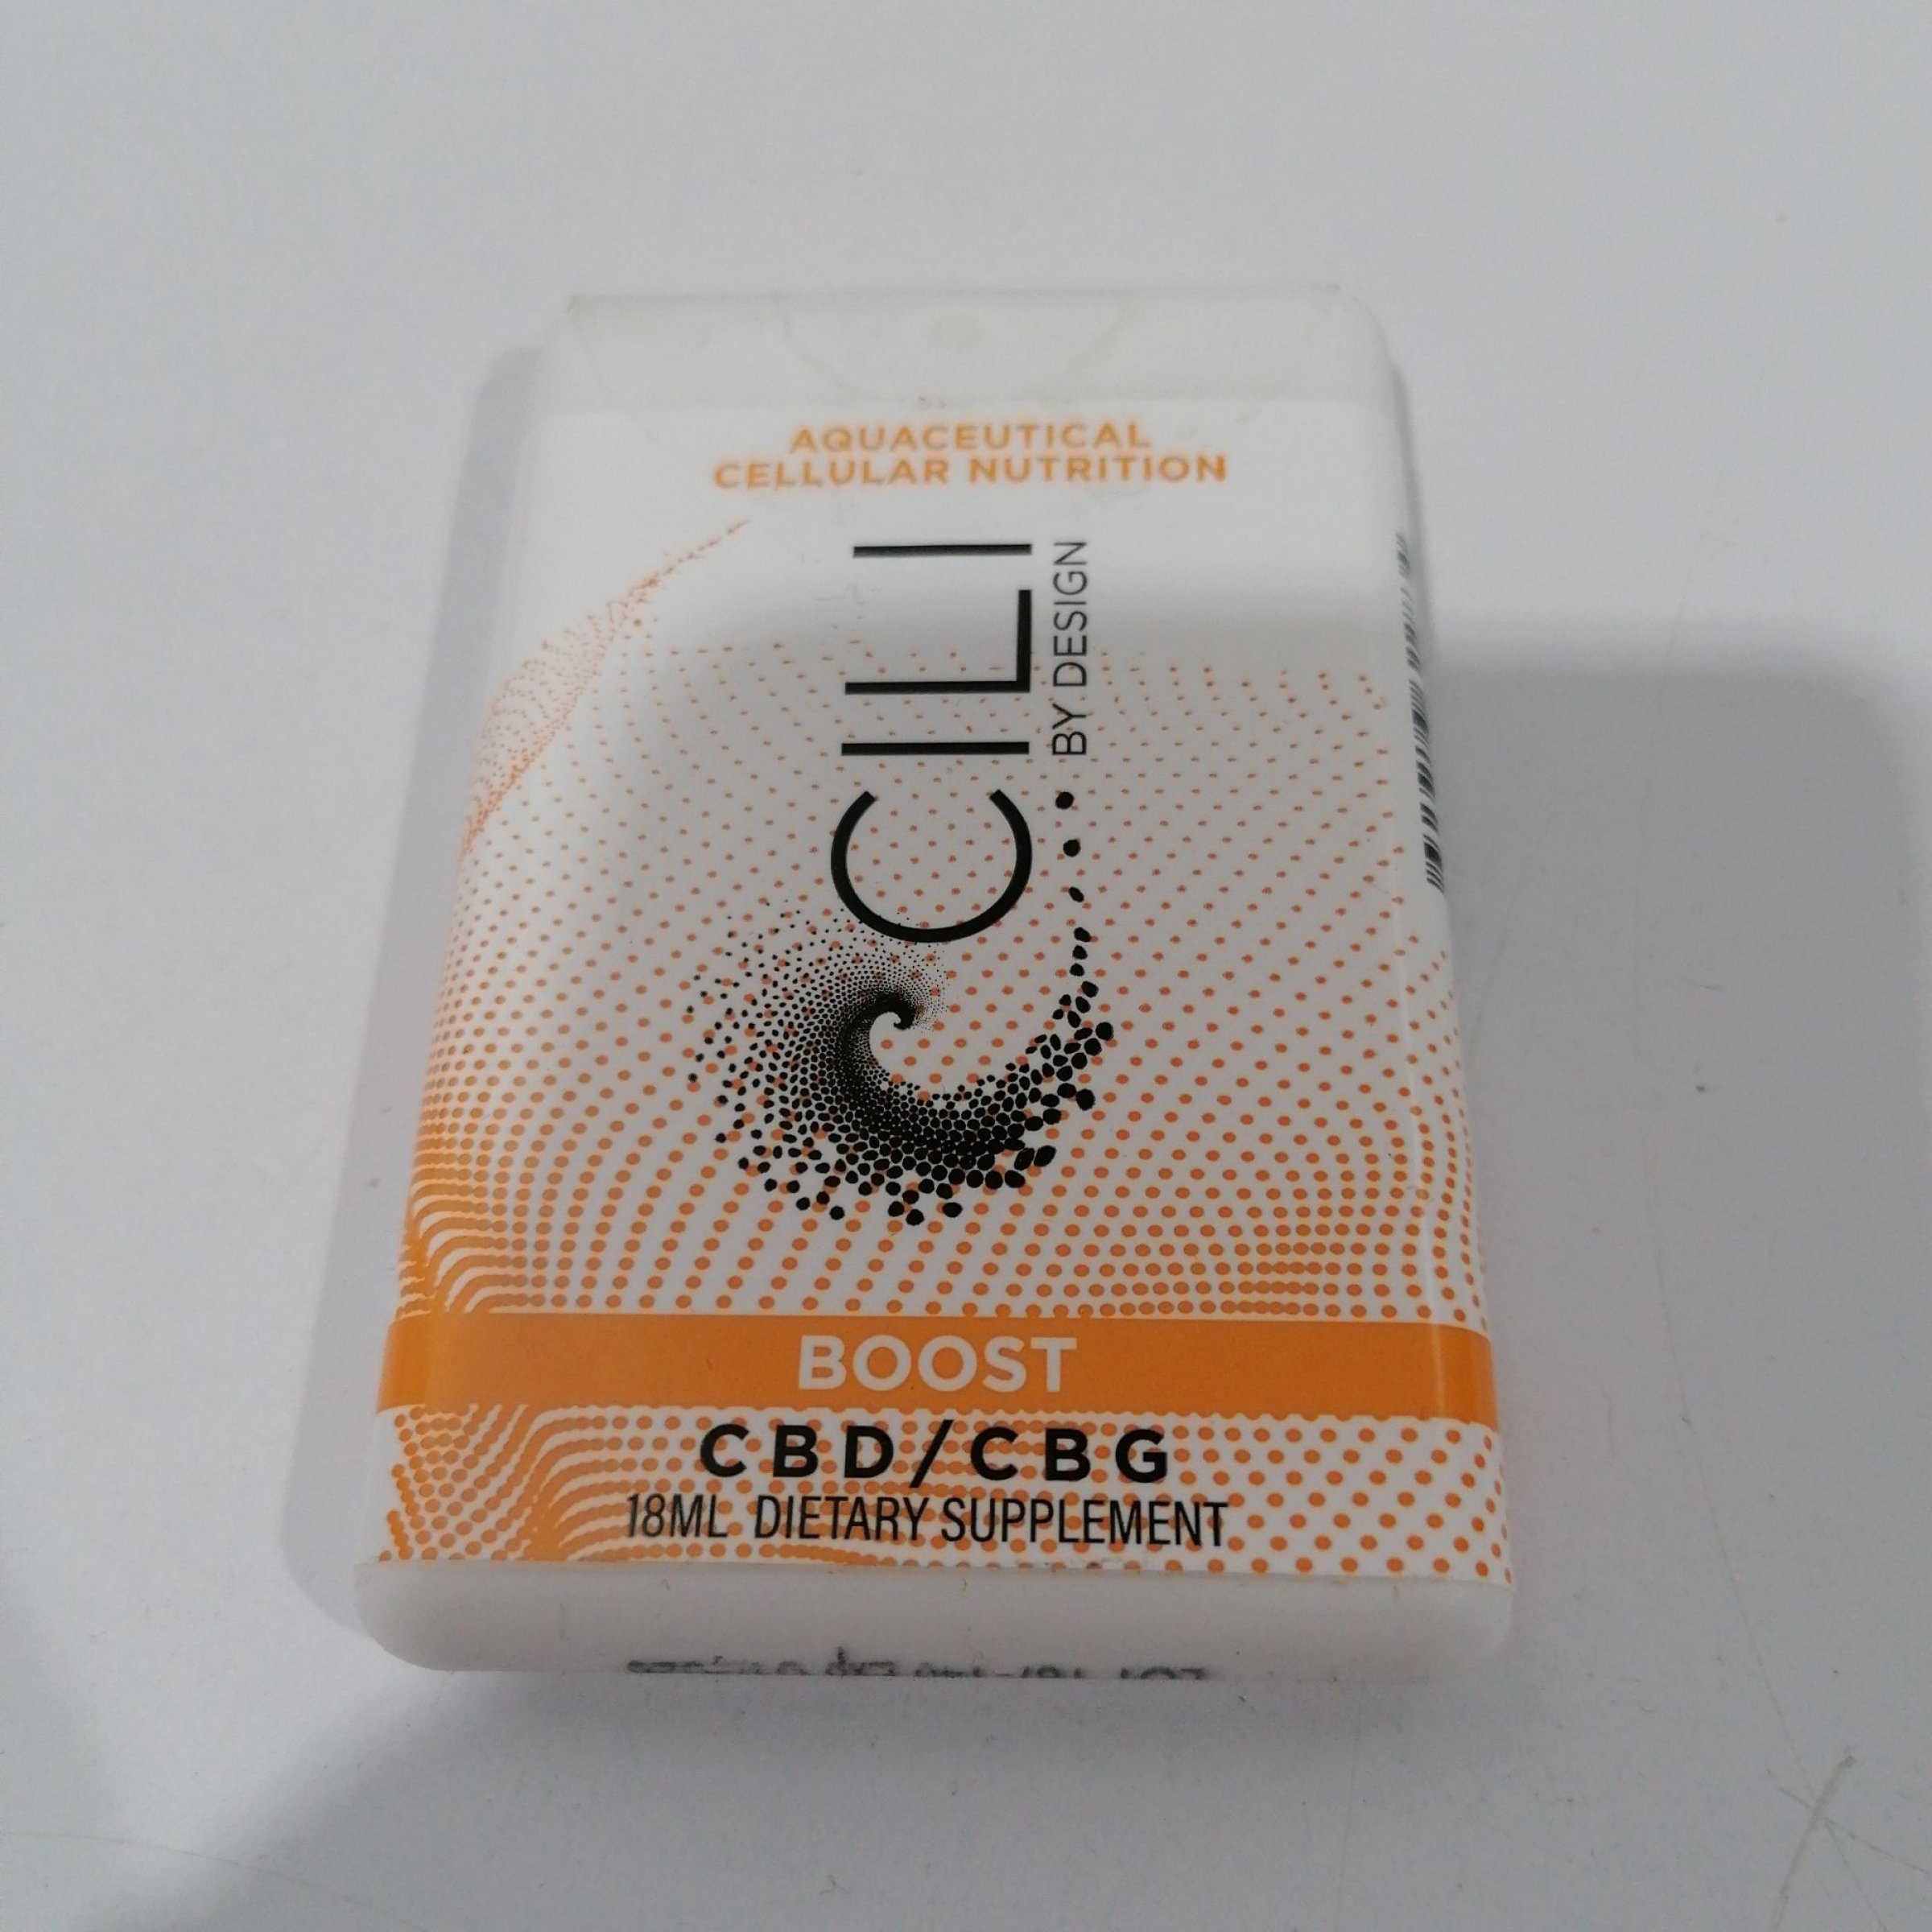 AQUACEUTICAL
CELLULAR NUTRITION
CILI
BY DESIGN
BOOST
CBD/CBG
18ML DIETARY SUPPLEMENT